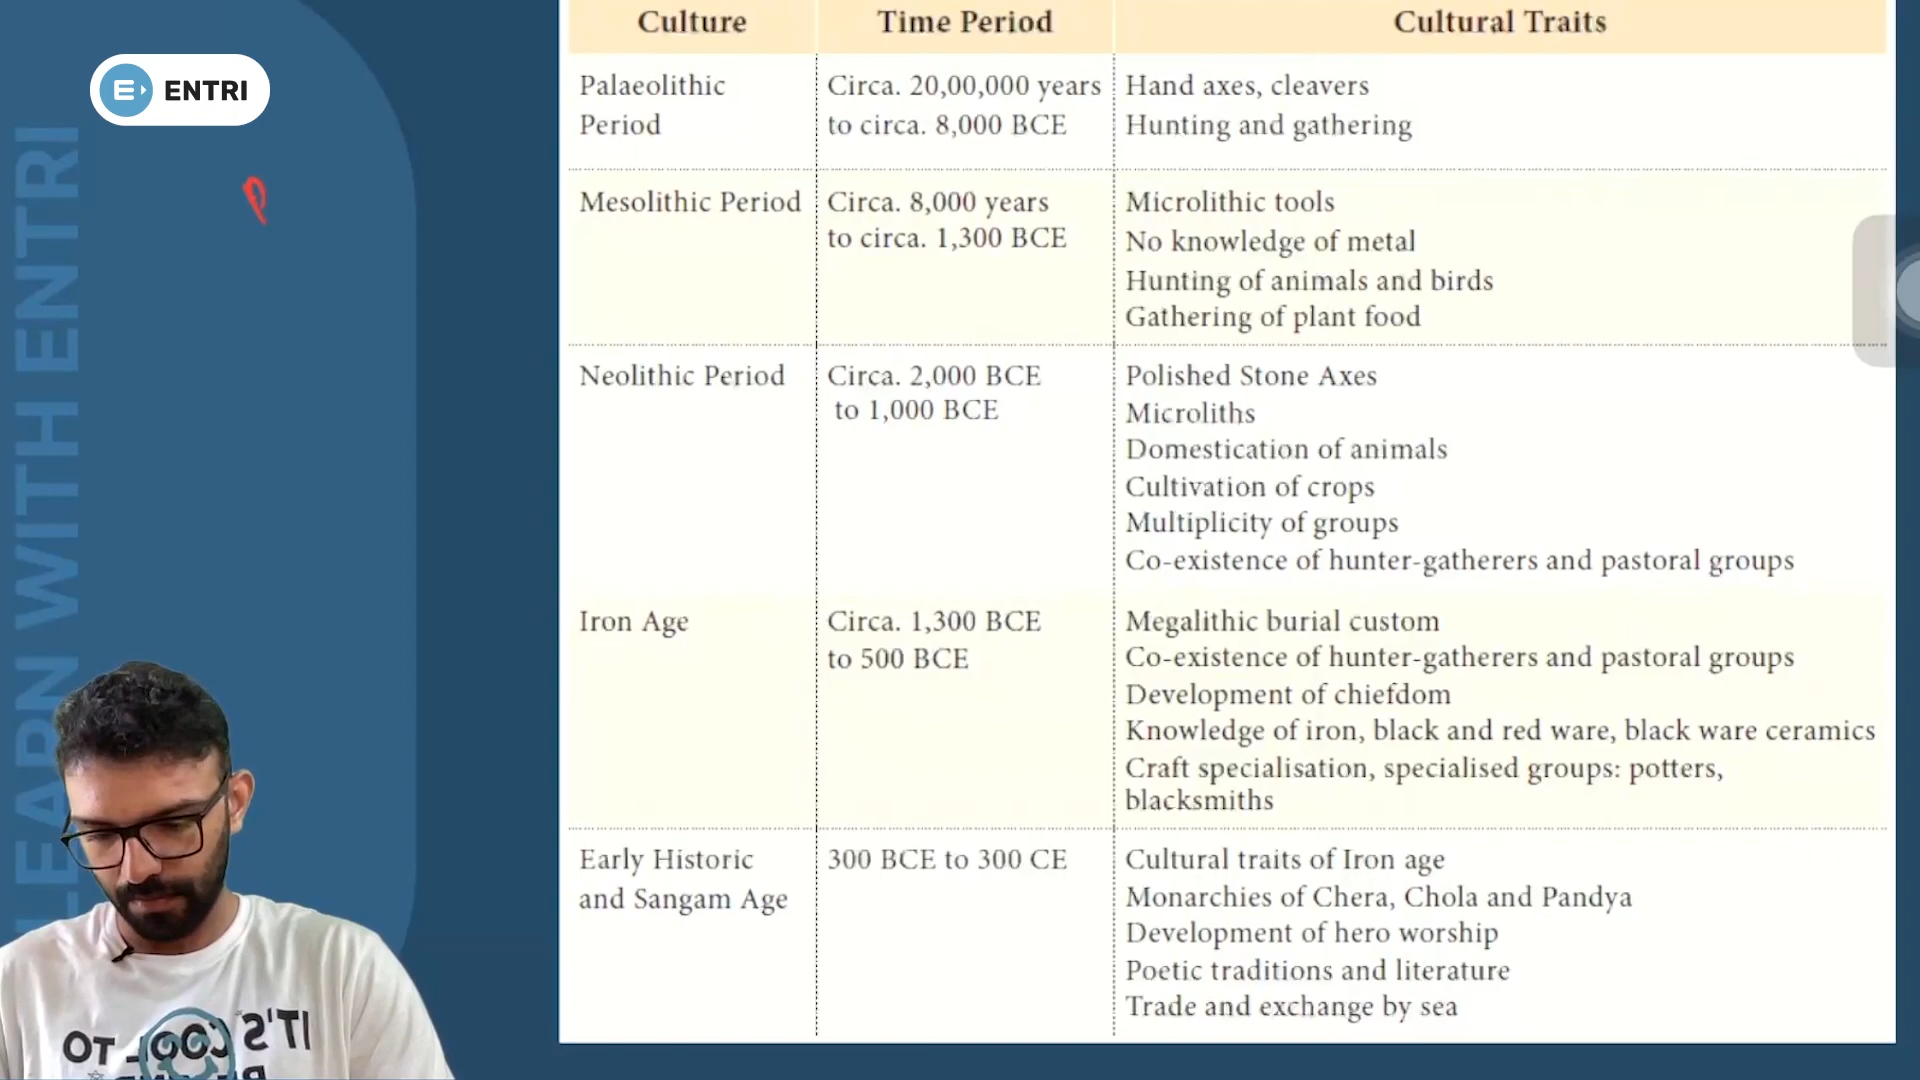 ENTRI
LEARN WITH ENTRI
Culture Time Period Cultural Traits
Palaeolithic Period
Circa. 20,00,000 years
to circa. 8,000 BCE
Hand axes, cleavers
Hunting and gathering
Mesolithic Period
Circa. 8,000 years
to circa. 1,300 BCE
Microlithic tools
No knowledge of metal
Hunting of animals and birds
Gathering of plant food
Neolithic Period
Circa. 2,000 BCE
to 1,000 BCE
Polished Stone Axes
Microliths
Domestication of animals
Cultivation of crops
Multiplicity of groups
Co-existence of hunter-gatherers and pastoral groups
Iron Age
Circa. 1,300 BCE
to 500 BCE
Megalithic burial custom
Co-existence of hunter-gatherers and pastoral groups
Development of chiefdom
Knowledge of iron, black and red ware, black ware ceramics
Craft specialisation, specialised groups: potters,
blacksmiths
Early Historic
and Sangam Age
300 BCE to 300 CE
Cultural traits of Iron age
Monarchies of Chera, Chola and Pandya
Development of hero worship
Poetic traditions and literature
Trade and exchange by sea
IT'S COOL TO